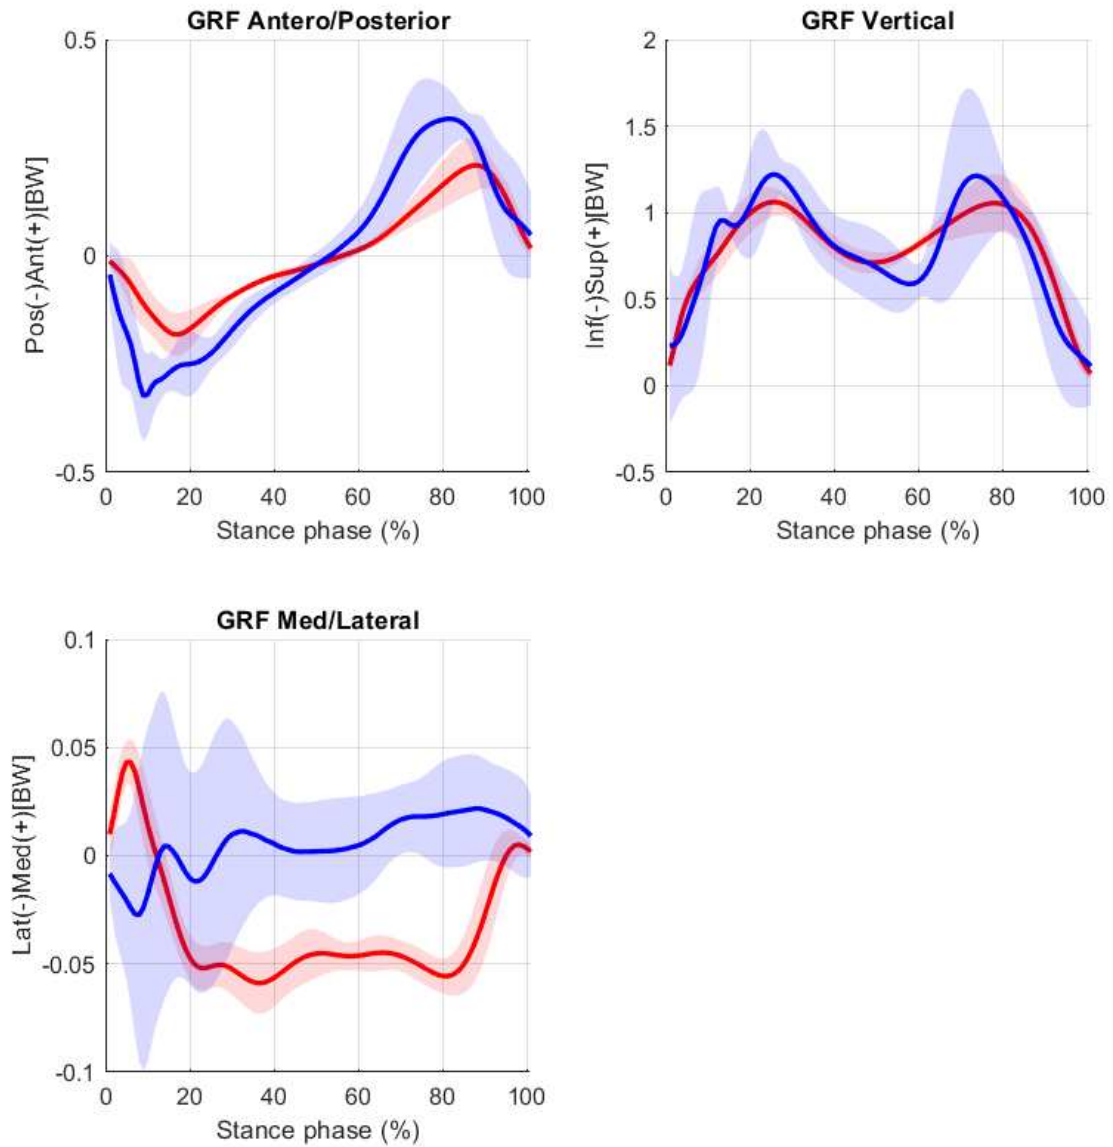 GRF Antero/Posterior
0.5
0
-0.5
Pos(-)Ant(+)[BW]
0 20 40 60 80 100
Stance phase (%)
GRF Vertical
2
1.5
1
0.5
0
-0.5
Inf(-)Sup(+)[BW]
0 20 40 60 80 100
Stance phase (%)
GRF Med/Lateral
0.1
0.05
0
-0.05
-0.1
Lat(-)Med(+)[BW]
0 20 40 60 80 100
Stance phase (%)